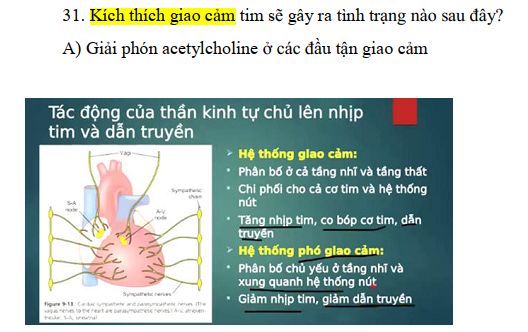 31. Kích thích giao cảm tim sẽ gây ra tình trạng nào sau đây?
A) Giải phón acetylcholine ở các đầu tận giao cảm
Tác động của thần kinh tự chủ lên nhịp
tim và dẫn truyền
Vagi
Sympathetic
chain
S-A
node
A-V
node
Sympathetic nerves
Figure 9-13. Cardiac sympathetic and parasympathetic nerves. (The
vagus nerves to the heart are parasympathetic nerves.) A-V, atrioven-
tricular; S-A, sinoatrial
Hệ thống giao cảm:
Phân bố ở cả tầng nhĩ và tầng thất
Chi phối cho cả cơ tim và hệ thống
nút
Tăng nhịp tim, co bóp cơ tim, dẫn
truyền
Hệ thống phó giao cảm:
Phân bố chủ yếu ở tầng nhĩ và
xung quanh hệ thống nút
Giảm nhịp tim, giảm dẫn truyền